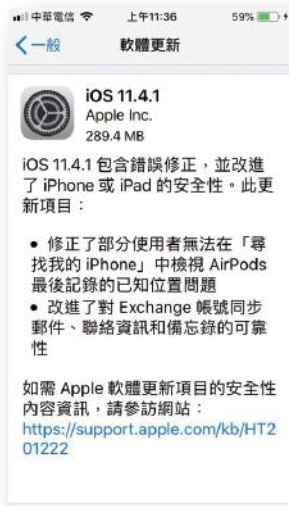 中華電信 上午11:36 59%
一般 軟體更新
iOS 11.4.1
Apple Inc.
289.4 MB
iOS 11.4.1 包含錯誤修正,並改進
了 iPhone 或 iPad 的安全性。此更
新項目:
• 修正了部分使用者無法在「尋
找我的 iPhone」中檢視 AirPods
最後記錄的已知位置問題
• 改進了對 Exchange 帳號同步
郵件、聯絡資訊和備忘錄的可靠
性
如需 Apple 軟體更新項目的安全性
內容資訊,請參訪網站:
https://support.apple.com/kb/HT2
01222